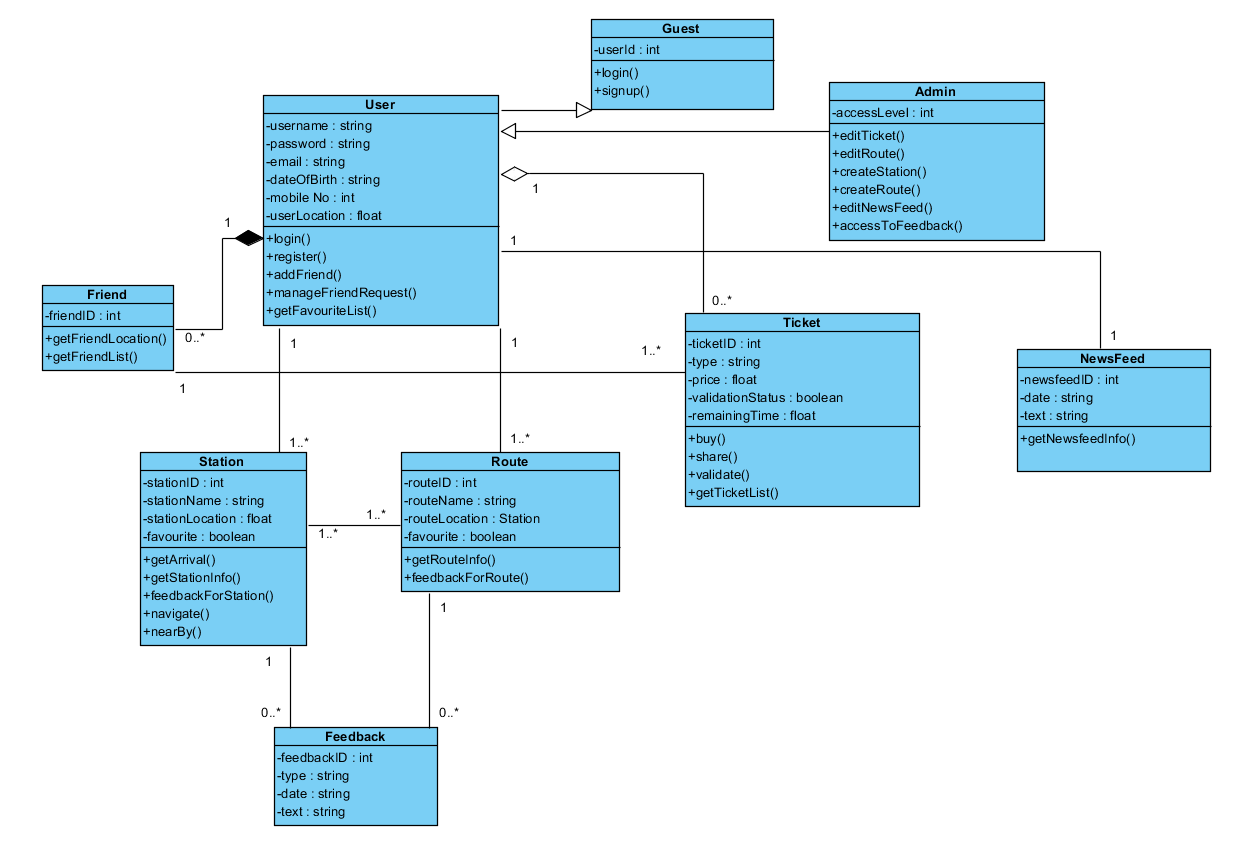 Guest
-userId : int
+login()
+signup()
Admin
-accessLevel : int
+editTicket()
+editRoute()
+createStation()
+createRoute()
+editNewsFeed()
+accessToFeedback()
User
-username : string
-password : string
-email : string
-dateOfBirth : string
-mobile No : int
-userLocation : float
+login()
+register()
+addFriend()
+manageFriendRequest()
+getFavouriteList()
1
1
1
Friend
-friendID : int
+getFriendLocation()
+getFriendList()
0..*
1
1
1
1..*
0..*
1
Ticket
-ticketID : int
-type : string
-price : float
-validationStatus : boolean
-remainingTime : float
+buy()
+share()
+validate()
+getTicketList()
NewsFeed
-newsfeedID : int
-date : string
-text : string
+getNewsfeedInfo()
1..*
1..*
Station
-stationID : int
-stationName : string
-stationLocation : float
-favourite : boolean
+getArrival()
+getStationInfo()
+feedbackForStation()
+navigate()
+nearBy()
1..*
1..*
Route
-routeID : int
-routeName : string
-routeLocation : Station
-favourite : boolean
+getRouteInfo()
+feedbackForRoute()
1
1
0..*
0..*
Feedback
-feedbackID : int
-type : string
-date : string
-text : string